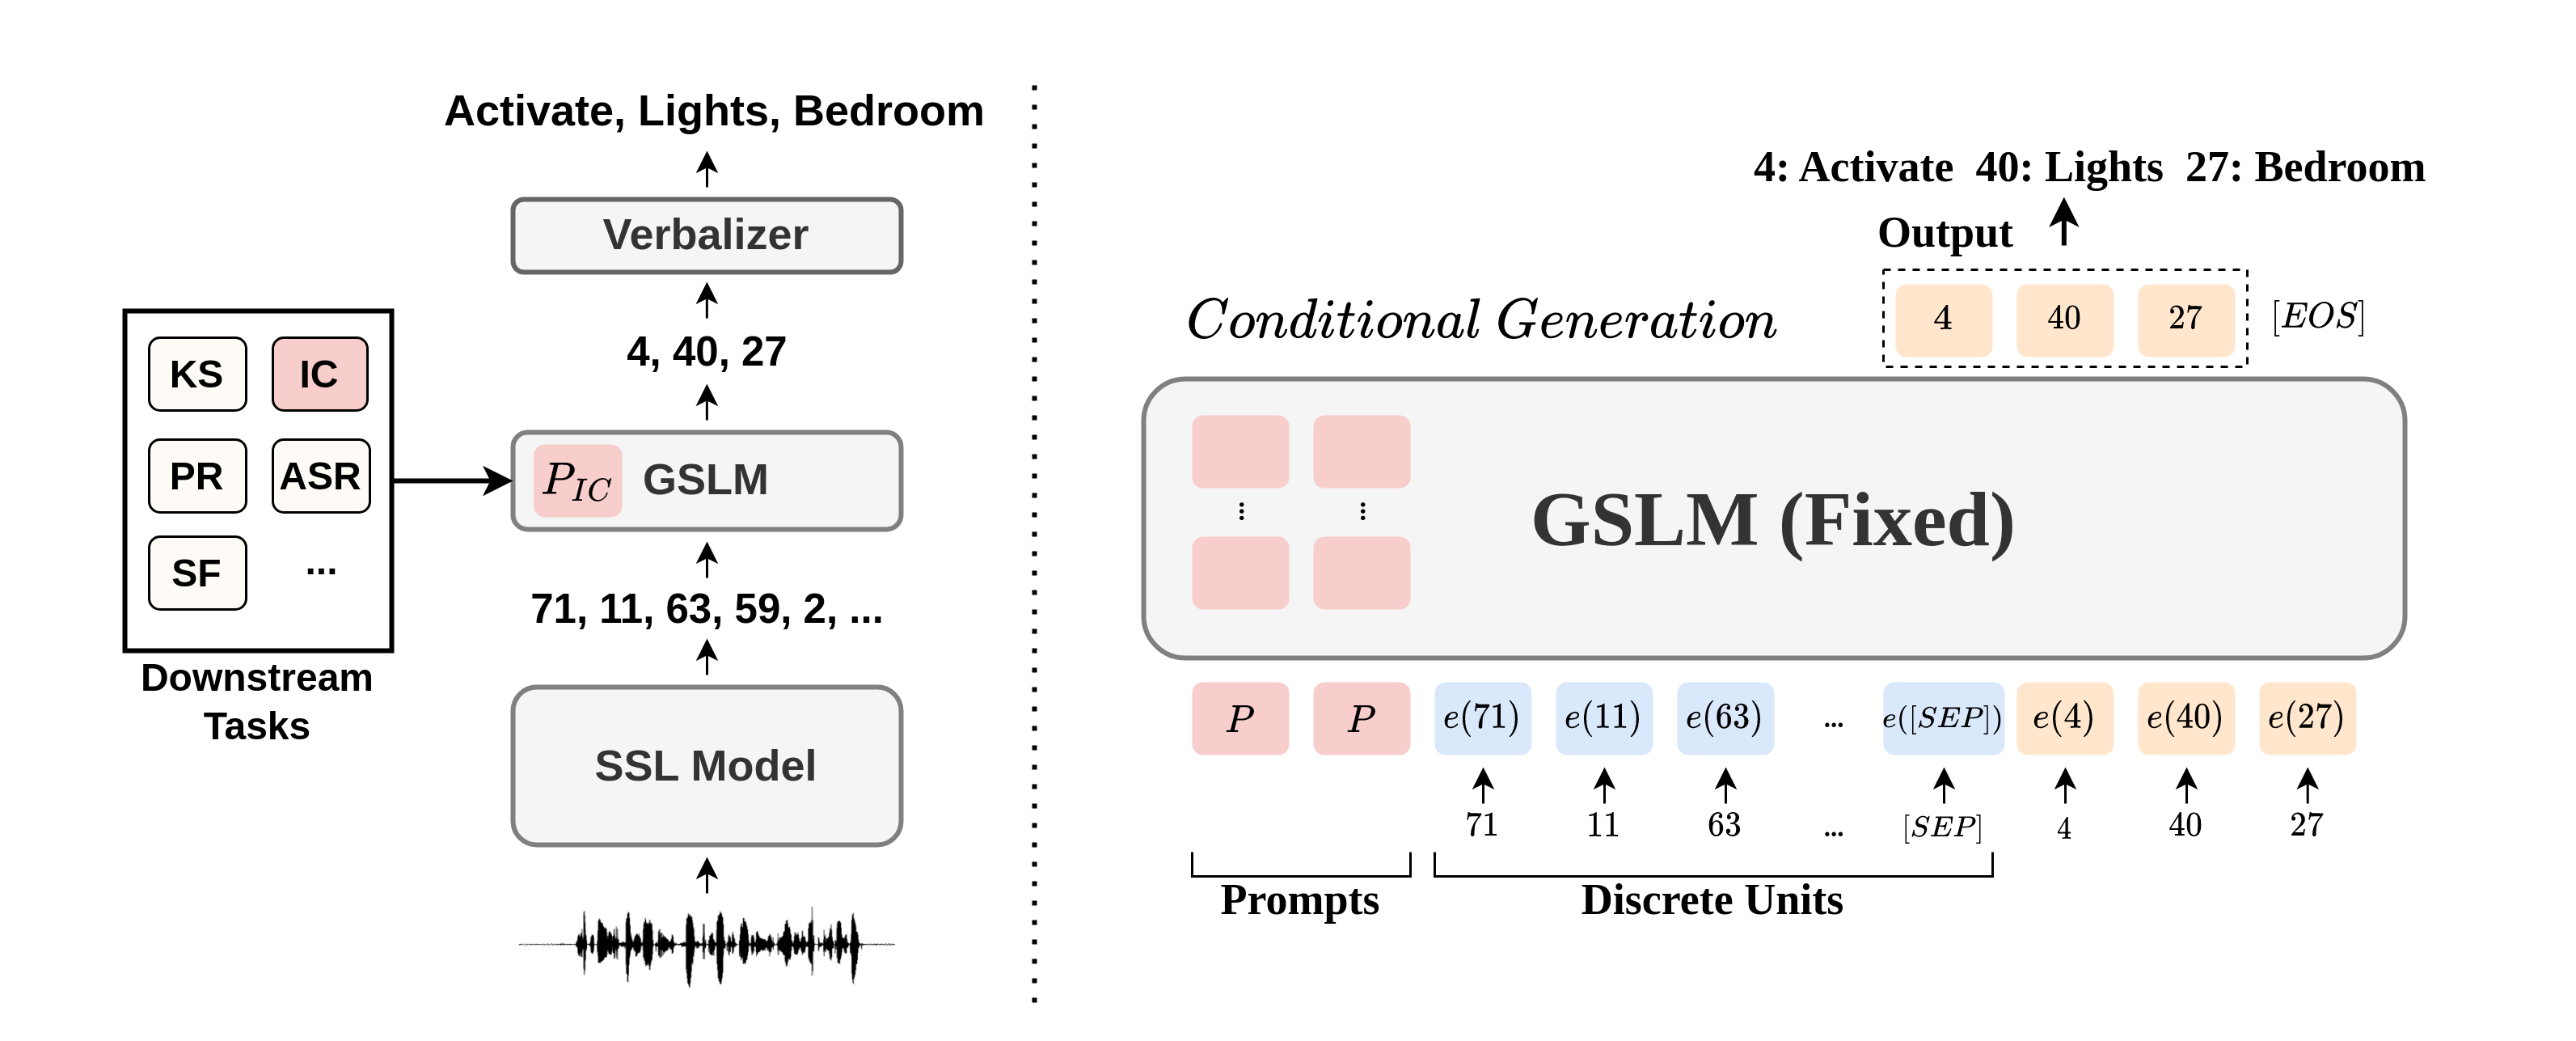 Activate, Lights, Bedroom
Verbalizer
4, 40, 27
KS IC
PR ASR
SF ...
Downstream
Tasks
P_IC GSLM
71, 11, 63, 59, 2, ...
SSL Model
4: Activate 40: Lights 27: Bedroom
Output
Conditional Generation
4 40 27 [EOS]
GSLM (Fixed)
P P e(71) e(11) e(63) ... e([SEP]) e(4) e(40) e(27)
71 11 63 ... [SEP] 4 40 27
Prompts Discrete Units